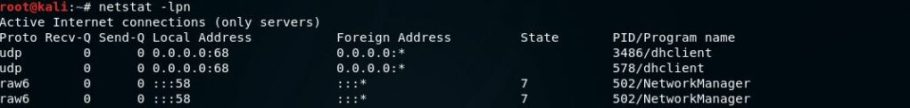 root@kali:~# netstat -lpn
Active Internet connections (only servers)
Proto Recv-Q Send-Q Local Address Foreign Address State PID/Program name
udp 0 0 0.0.0.0:68 0.0.0.0:* 3486/dhclient
udp 0 0 0.0.0.0:68 0.0.0.0:* 578/dhclient
raw6 0 0 :::58 :::* 7 502/NetworkManager
raw6 0 0 :::58 :::* 7 502/NetworkManager